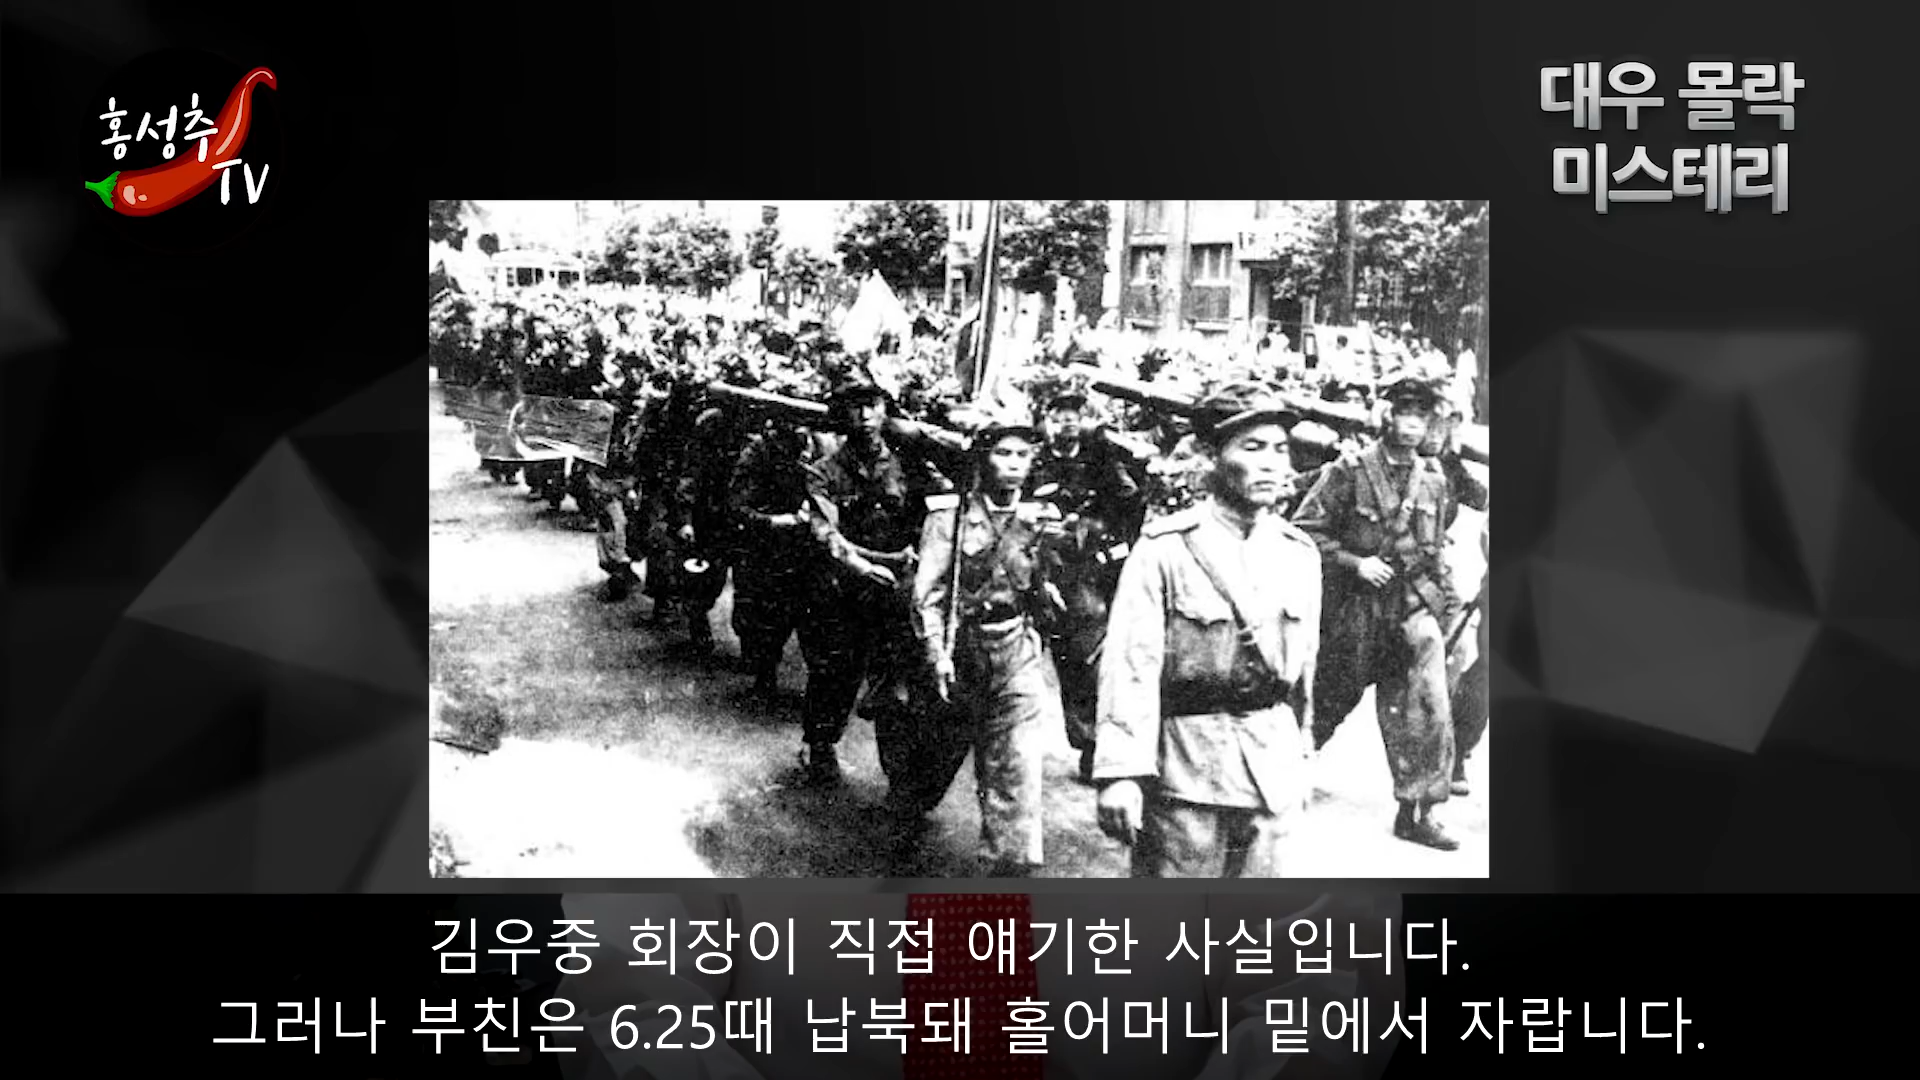 홍성추
TV
대우 몰락
미스테리
김우중 회장이 직접 얘기한 사실입니다.
그러나 부친은 6.25때 납북돼 홀어머니 밑에서 자랍니다.